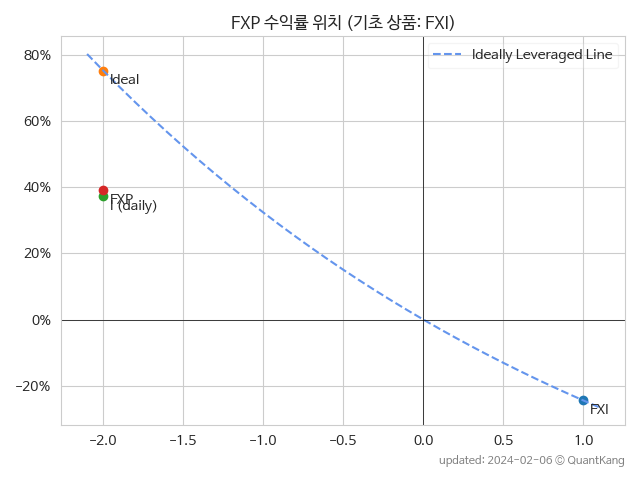 FXP 수익률 위치 (기초 상품: FXI)
Ideally Leveraged Line
80%
60%
40%
20%
0%
−20%
Ideal
FXP
I (daily)
FXI
−2.0 −1.5 −1.0 −0.5 0.0 0.5 1.0
updated: 2024-02-06 © QuantKang